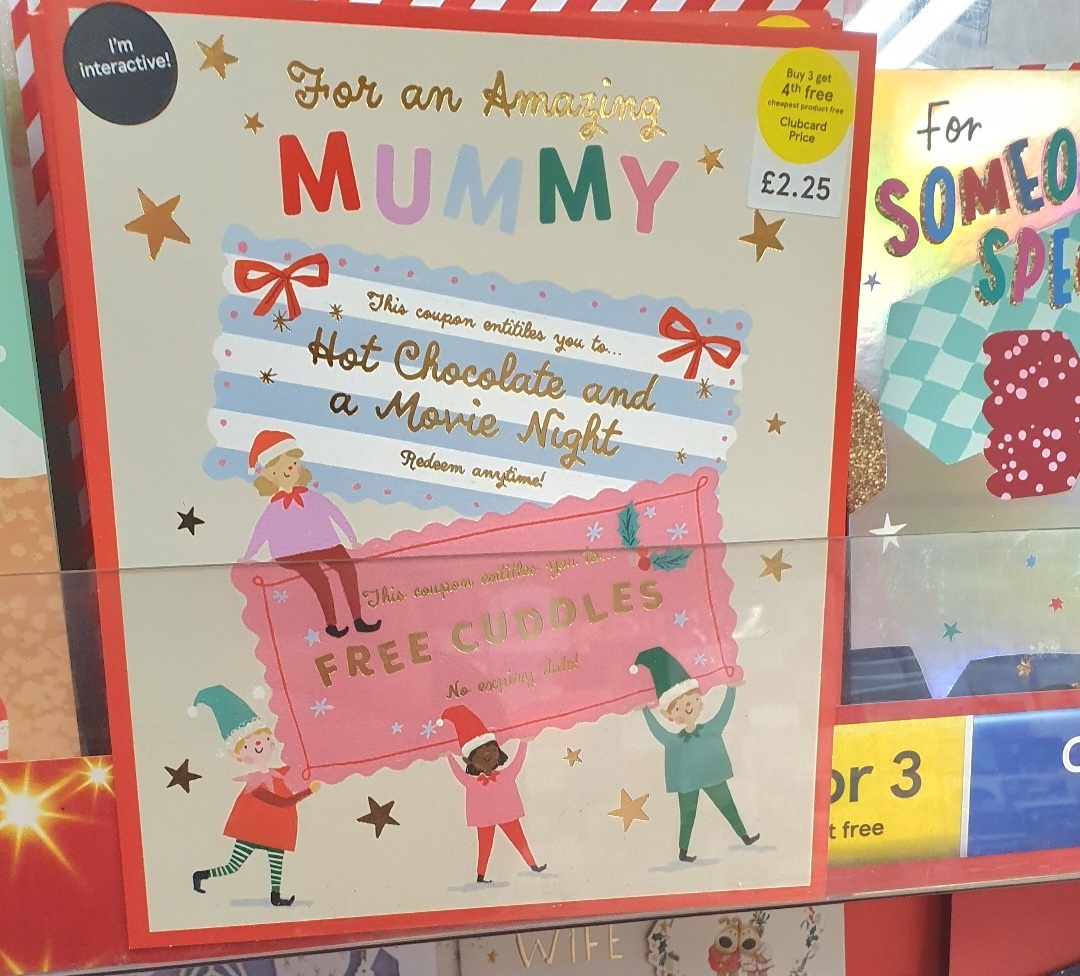 I'm
interactive!
For an Amazing
MUMMY
Buy 3 get
4th free
cheapest product free
Clubcard
Price
£2.25
This coupon entitiles you to...
Hot Chocolate and
a Movie Night
Redeem anytime!
This coupon entitles you to...
FREE CUDDLES
No expiry date!
For
SOMEO
SPE
or 3
t free
WIFE